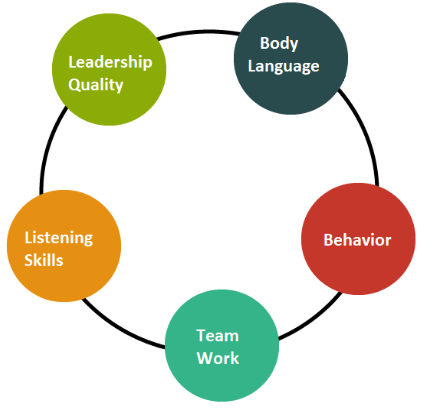 Leadership
Quality
Body
Language
Listening
Skills
Behavior
Team
Work